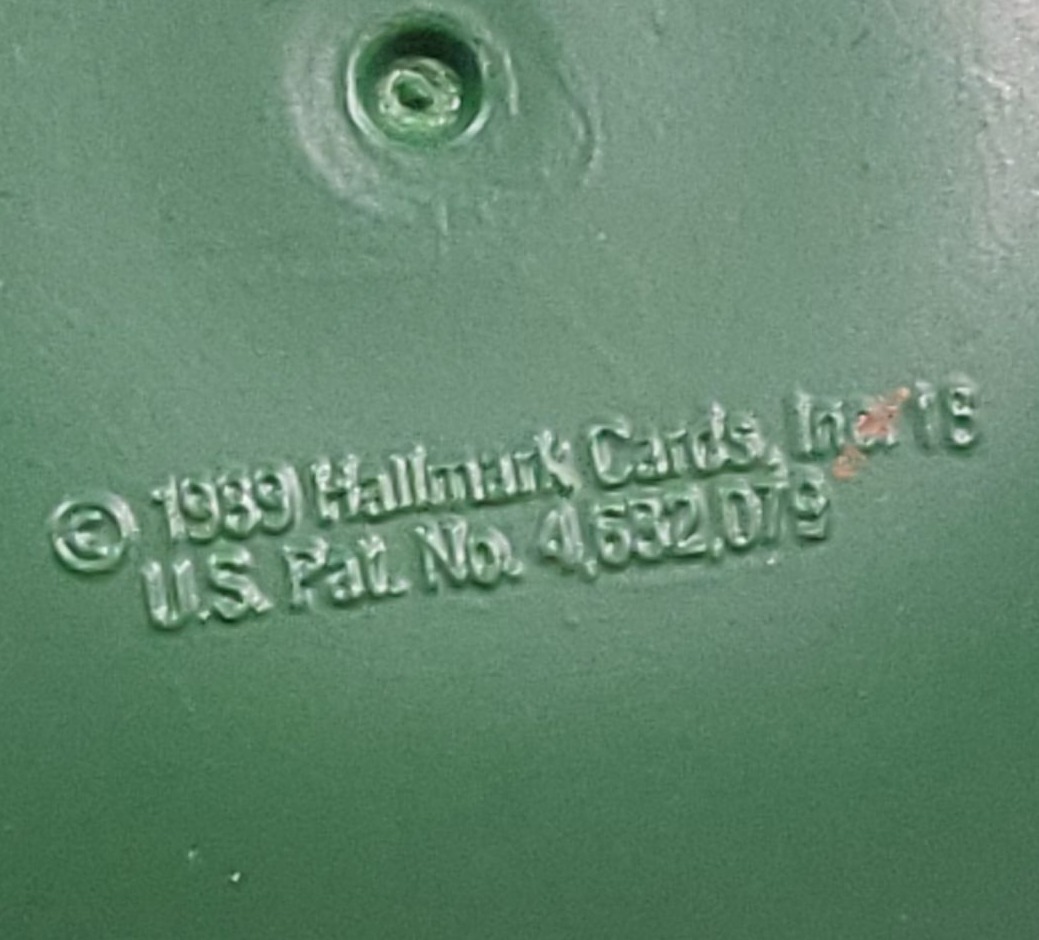 © 1989 Hallmark Cards, Inc. 18
U.S. Pat. No. 4,632,079